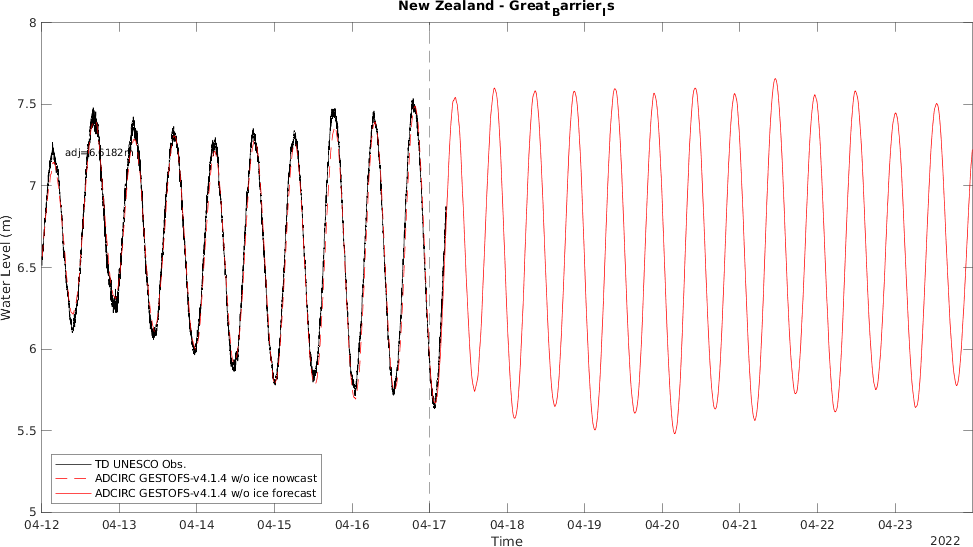 New Zealand - Great_Barrier_Is
8
7.5
7
6.5
6
5.5
5
Water Level (m)
adj=6.6182m
TD UNESCO Obs.
ADCIRC GESTOFS-v4.1.4 w/o ice nowcast
ADCIRC GESTOFS-v4.1.4 w/o ice forecast
04-12 04-13 04-14 04-15 04-16 04-17 04-18 04-19 04-20 04-21 04-22 04-23
Time
2022